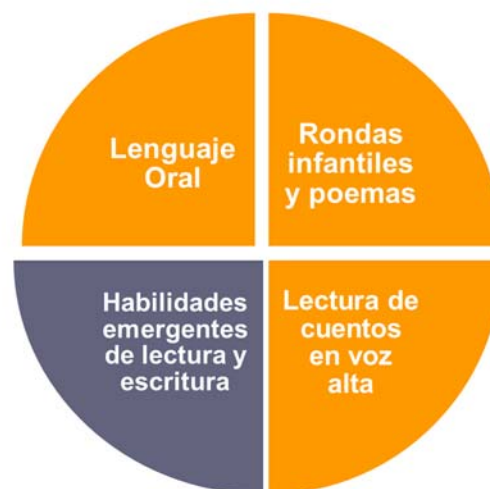 Lenguaje
Oral
Rondas
infantiles
y poemas
Habilidades
emergentes
de lectura y
escritura
Lectura de
cuentos
en voz
alta